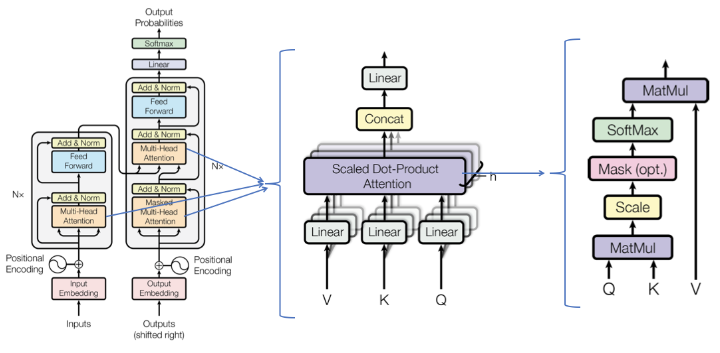 Output
Probabilities
Softmax
Linear
Add & Norm
Feed
Forward
Add & Norm
Multi-Head
Attention
Nx
Add & Norm
Masked
Multi-Head
Attention
Add & Norm
Feed
Forward
Nx
Add & Norm
Multi-Head
Attention
Positional
Encoding
Positional
Encoding
Input
Embedding
Output
Embedding
Inputs
Outputs
(shifted right)
Linear
Concat
Scaled Dot-Product
Attention
n
Linear
Linear
Linear
V
K
Q
MatMul
SoftMax
Mask (opt.)
Scale
MatMul
Q
K
V